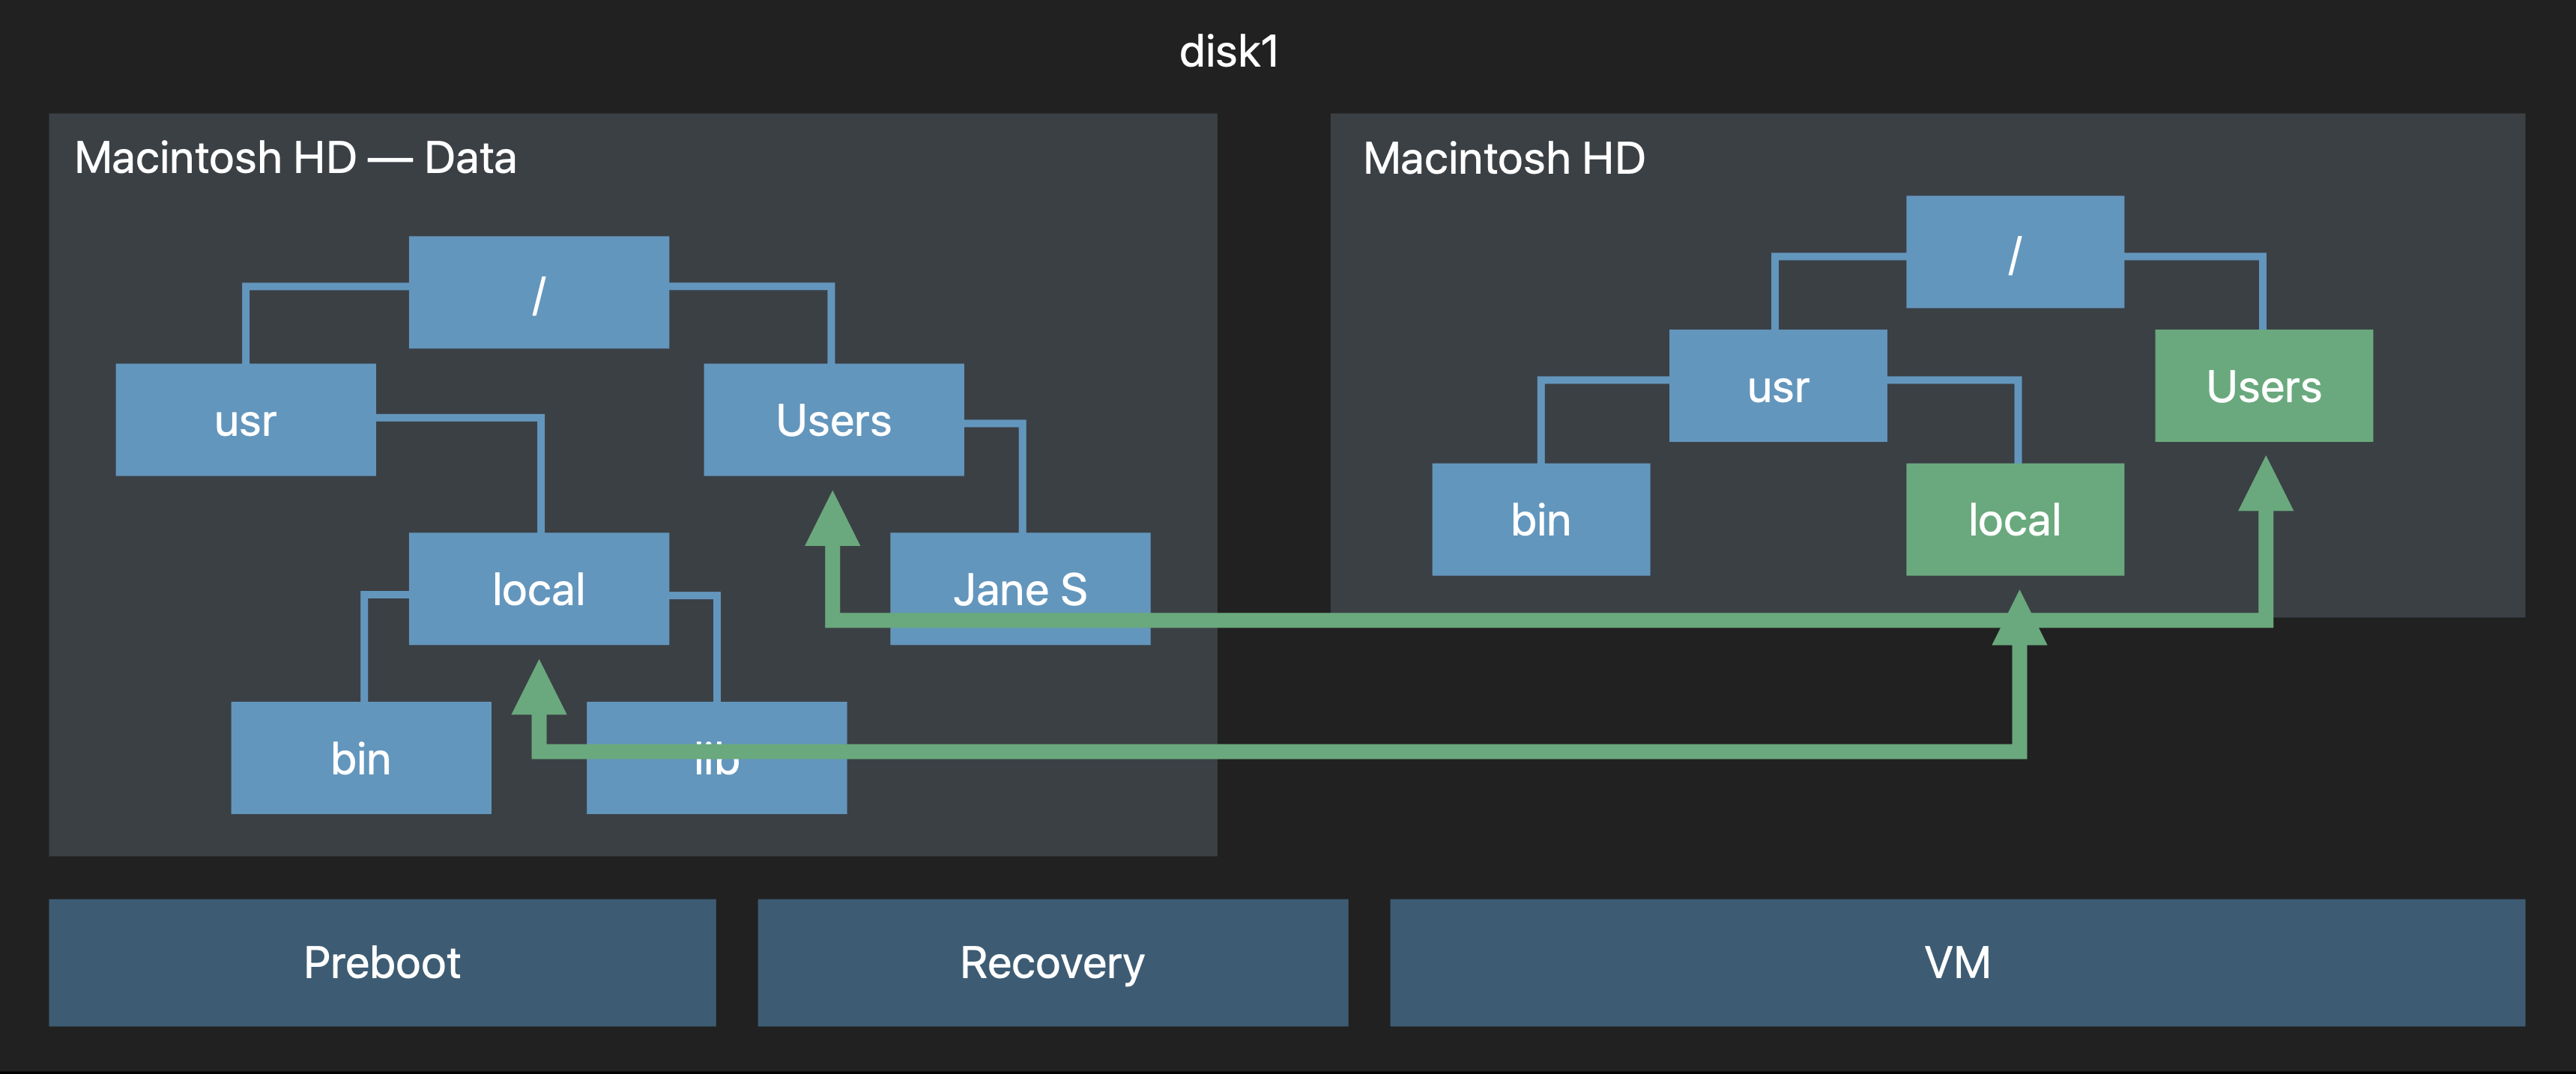 disk1
Macintosh HD — Data
/
usr
Users
local
Jane S
bin
lib
Macintosh HD
/
usr
Users
bin
local
Preboot
Recovery
VM